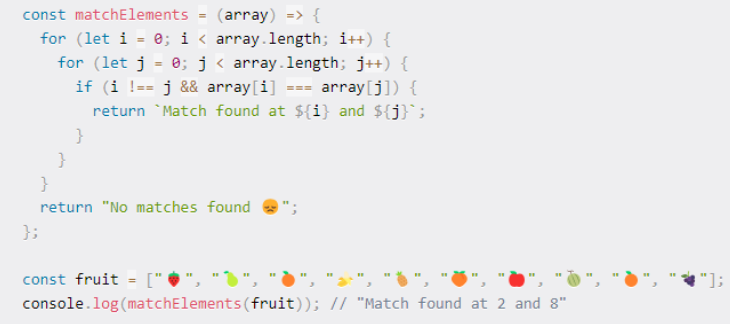 const matchElements = (array) => {
for (let i = 0; i < array.length; i++) {
for (let j = 0; j < array.length; j++) {
if (i !== j && array[i] === array[j]) {
return `Match found at ${i} and ${j}`;
}
}
}
return "No matches found 😞";
};
const fruit = ["🍓", "🍐", "🍊", "🍌", "🍍", "🍑", "🍎", "🍈", "🍊", "🍇"];
console.log(matchElements(fruit)); // "Match found at 2 and 8"